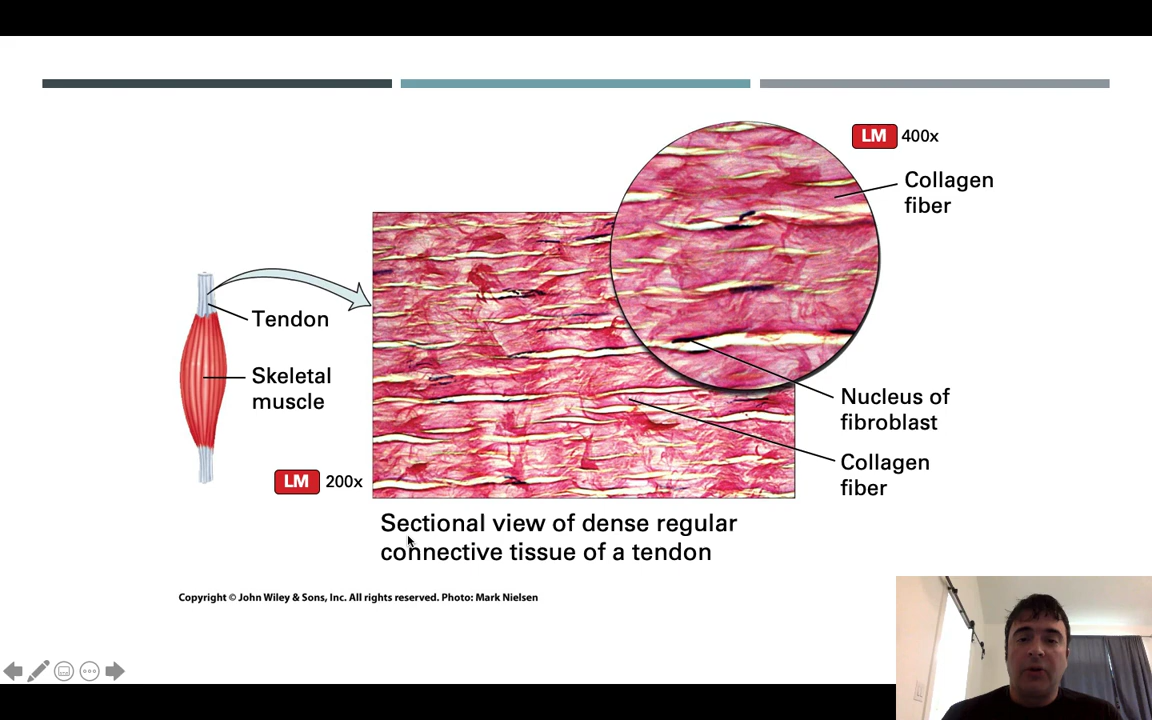 LM 400x
Collagen
fiber
Tendon
Skeletal
muscle
Nucleus of
fibroblast
Collagen
fiber
LM 200x
Sectional view of dense regular
connective tissue of a tendon
Copyright © John Wiley & Sons, Inc. All rights reserved. Photo: Mark Nielsen